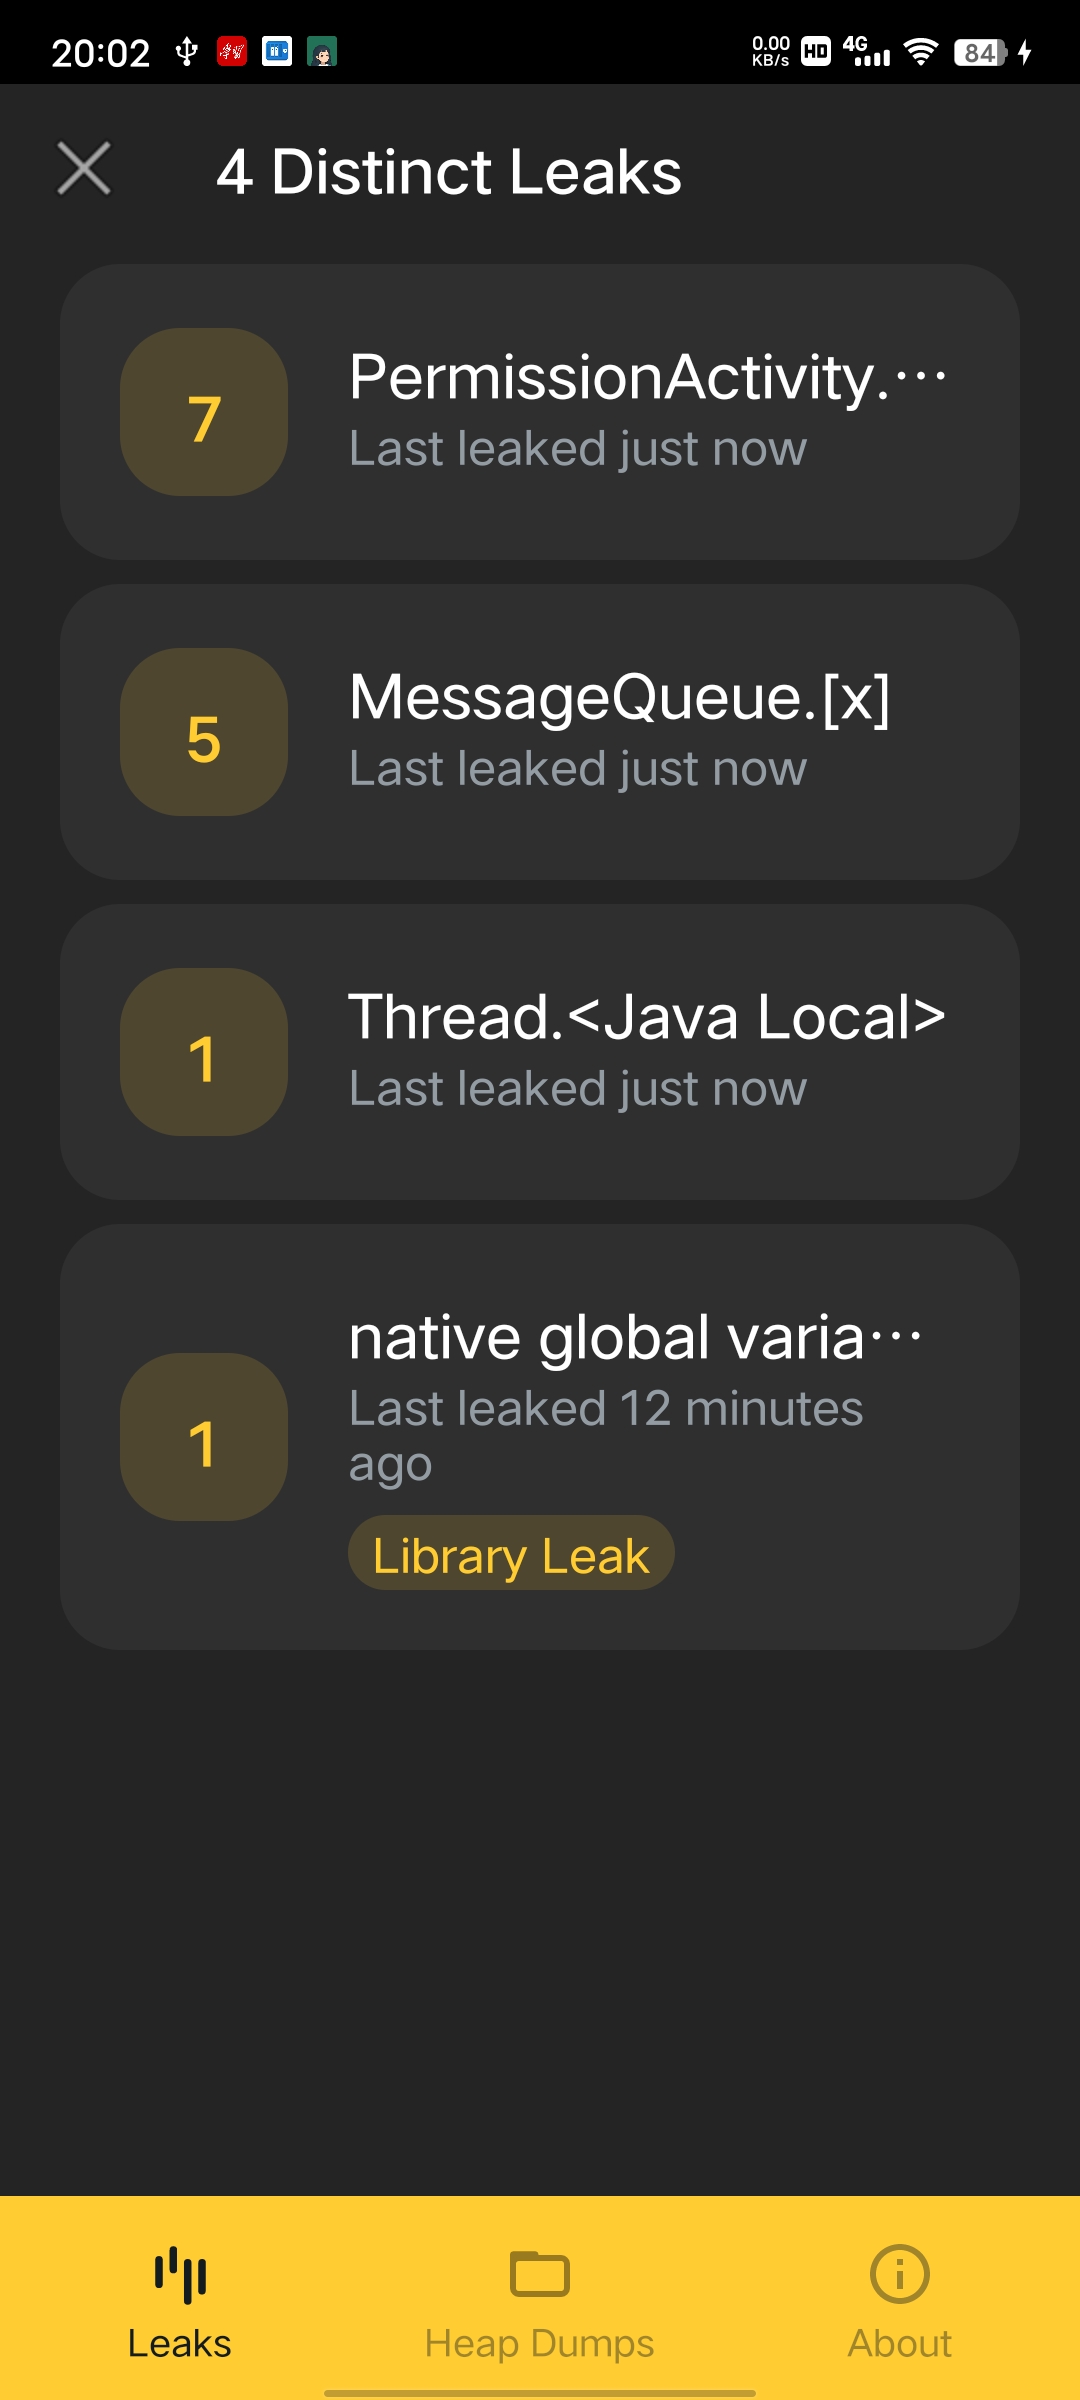 20:02
0.00 KB/s HD 4G 84
4 Distinct Leaks
7
PermissionActivity.…
Last leaked just now
5
MessageQueue.[x]
Last leaked just now
1
Thread.<Java Local>
Last leaked just now
1
native global varia…
Last leaked 12 minutes
ago
Library Leak
Leaks
Heap Dumps
About